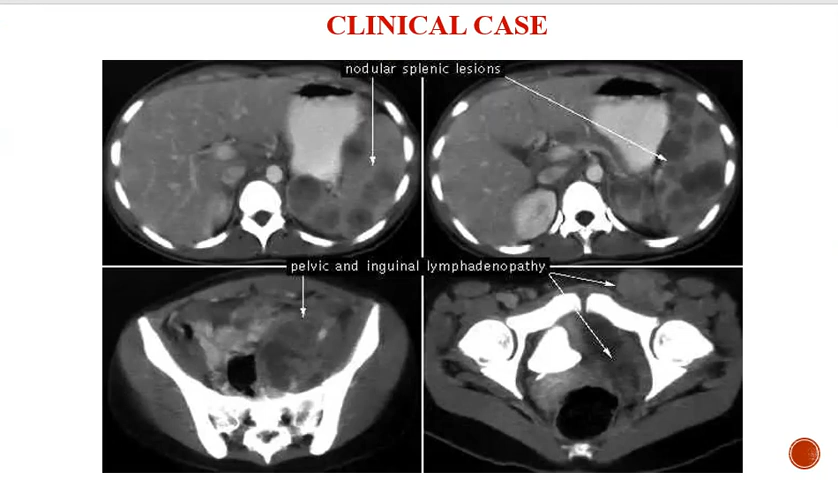 CLINICAL CASE
nodular splenic lesions
pelvic and inguinal lymphadenopathy